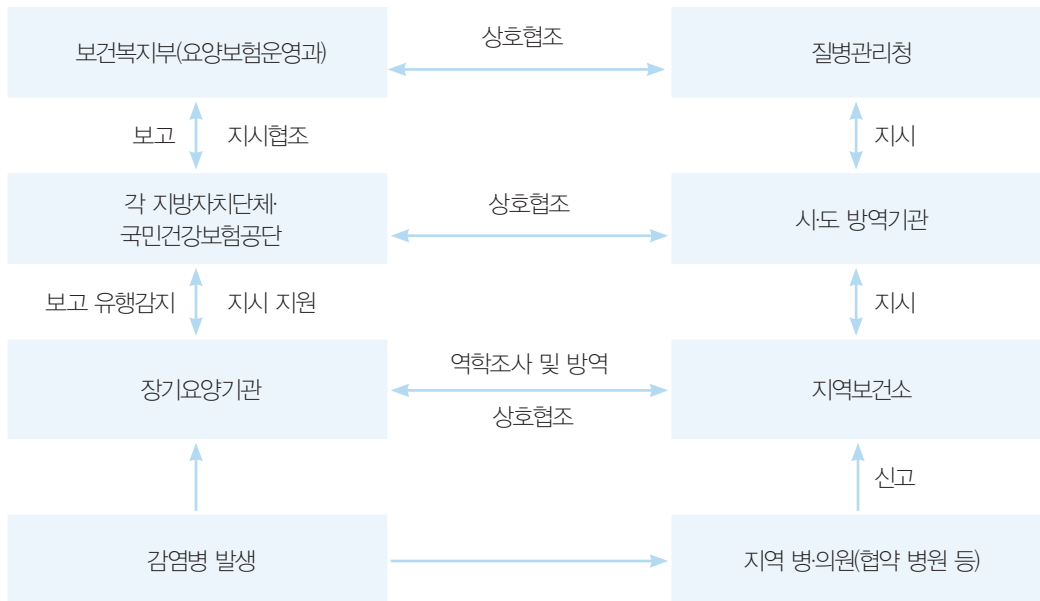 보건복지부(요양보험운영과)
상호협조
질병관리청
보고
지시협조
지시
각 지방자치단체·
국민건강보험공단
상호협조
시·도 방역기관
보고 유행감지
지시 지원
지시
장기요양기관
역학조사 및 방역
상호협조
지역보건소
신고
감염병 발생
지역 병·의원(협약 병원 등)